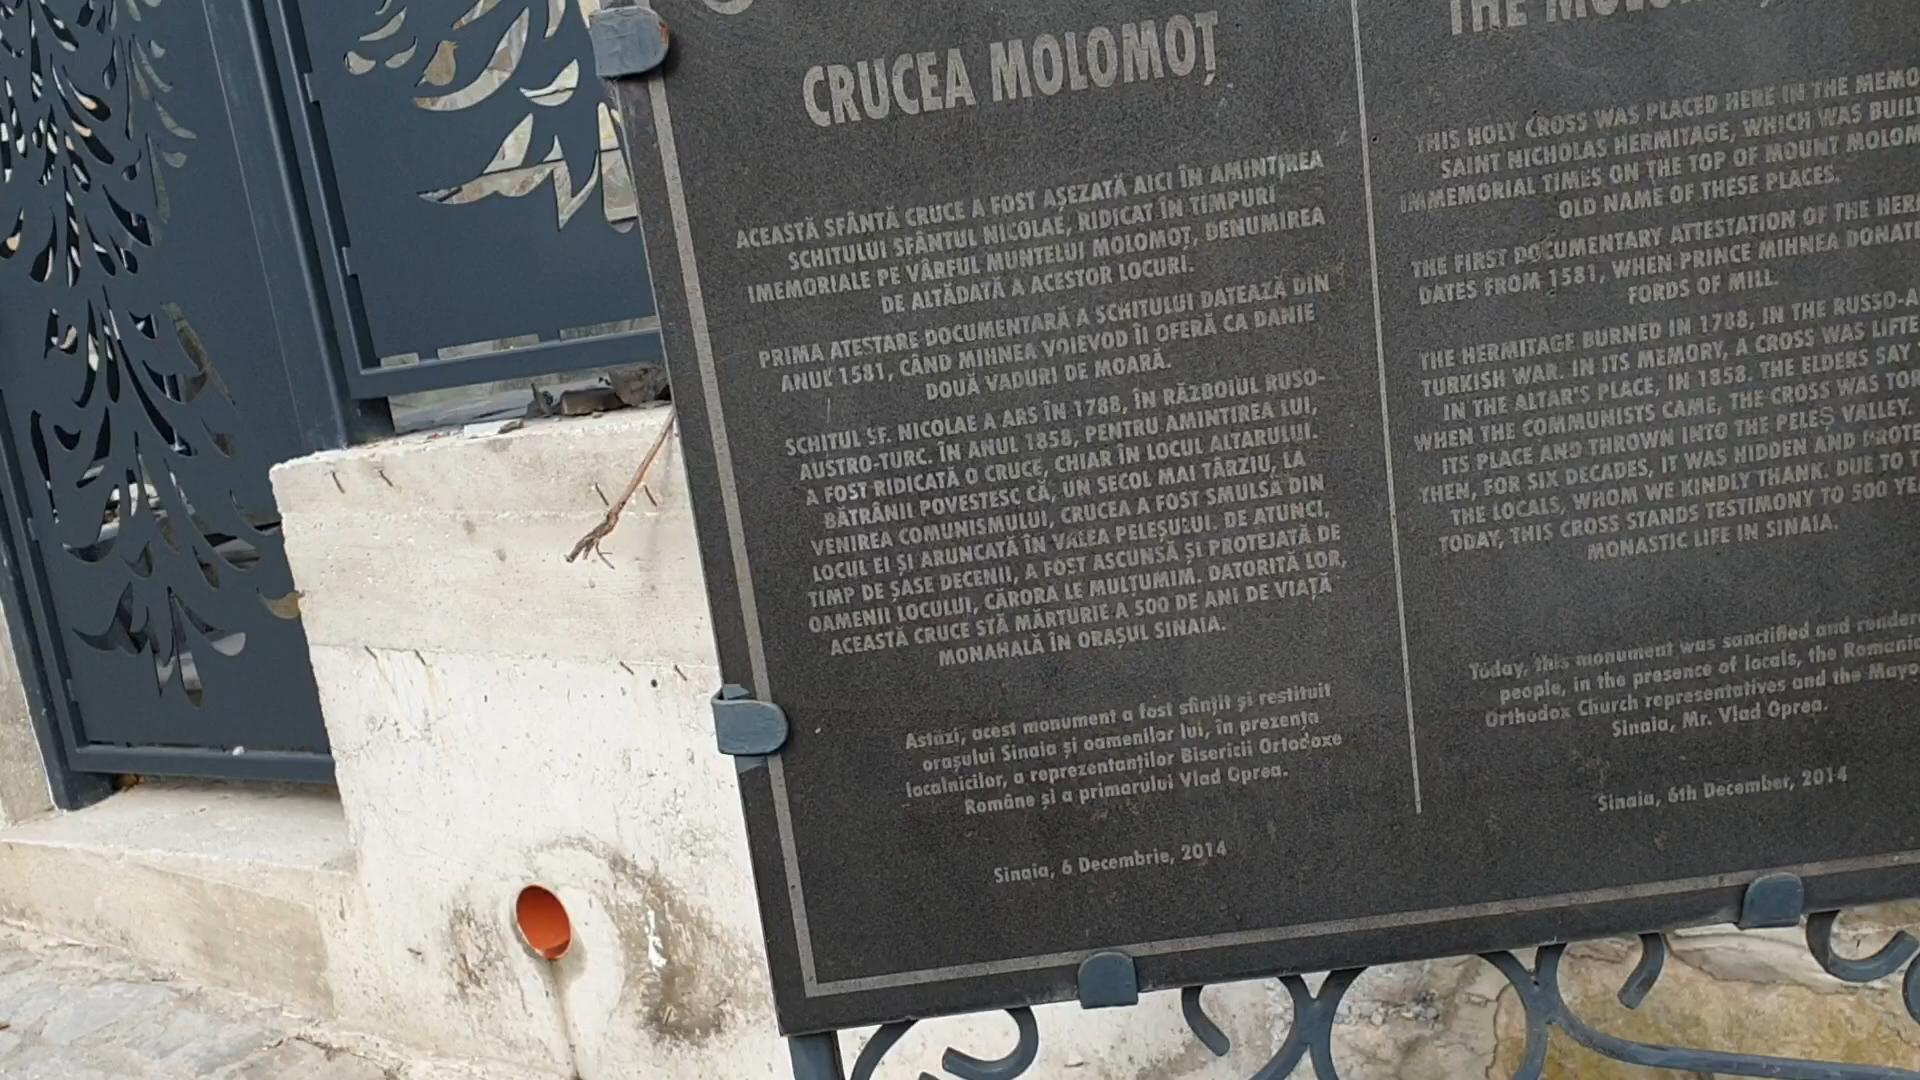 CRUCEA MOLOMOȚ
ACEASTĂ SFÂNTĂ CRUCE A FOST AȘEZATĂ AICI ÎN AMINTIREA
SCHITULUI SFÂNTUL NICOLAE, RIDICAT ÎN TIMPURI
IMEMORIALE PE VÂRFUL MUNTELUI MOLOMOȚ, DENUMIREA
DE ALTĂDATĂ A ACESTOR LOCURI.
PRIMA ATESTARE DOCUMENTARĂ A SCHITULUI DATEAZĂ DIN
ANUL 1581, CÂND MIHNEA VOIEVOD ÎI OFERĂ CA DANIE
DOUĂ VADURI DE MOARĂ.
SCHITUL SF. NICOLAE A ARS ÎN 1788, ÎN RĂZBOIUL RUSO-
AUSTRO-TURC. ÎN ANUL 1858, PENTRU AMINTIREA LUI,
A FOST RIDICATĂ O CRUCE, CHIAR ÎN LOCUL ALTARULUI.
BĂTRÂNII POVESTESC CĂ, UN SECOL MAI TÂRZIU, LA
VENIREA COMUNISMULUI, CRUCEA A FOST SMULSĂ DIN
LOCUL EI ȘI ARUNCATĂ ÎN VALEA PELEȘULUI. DE ATUNCI,
TIMP DE ȘASE DECENII, A FOST ASCUNSĂ ȘI PROTEJATĂ DE
OAMENII LOCULUI, CĂRORA LE MULȚUMIM. DATORITĂ LOR,
ACEASTĂ CRUCE STĂ MĂRTURIE A 500 DE ANI DE VIAȚĂ
MONAHALĂ ÎN ORAȘUL SINAIA.
Astăzi, acest monument a fost sfințit și restituit
orașului Sinaia și oamenilor lui, în prezența
localnicilor, a reprezentanților Bisericii Ortodoxe
Române și a primarului Vlad Oprea.
Sinaia, 6 Decembrie, 2014
THE
THIS HOLY CROSS WAS PLACED HERE IN THE
SAINT NICHOLAS HERMITAGE, WHICH WAS BUILT
IMMEMORIAL TIMES ON THE TOP OF MOUNT
OLD NAME OF THESE PLACES.
THE FIRST DOCUMENTARY ATTESTATION OF THE
DATES FROM 1581, WHEN PRINCE MIHNEA
FORDS OF MILL.
THE HERMITAGE BURNED IN 1788, IN THE
TURKISH WAR. IN ITS MEMORY, A CROSS WAS
IN THE ALTAR'S PLACE, IN 1858. THE ELDERS SAY
WHEN THE COMMUNISTS CAME, THE CROSS WAS
ITS PLACE AND THROWN INTO THE PELEȘ VALLEY.
THEN, FOR SIX DECADES, IT WAS HIDDEN AND
THE LOCALS, WHOM WE KINDLY THANK. DUE TO
TODAY, THIS CROSS STANDS TESTIMONY TO 500
MONASTIC LIFE IN SINAIA.
Today, this monument was sanctified and
people, in the presence of locals, the
Orthodox Church representatives and the
Sinaia, Mr. Vlad Oprea.
Sinaia, 6th December, 2014